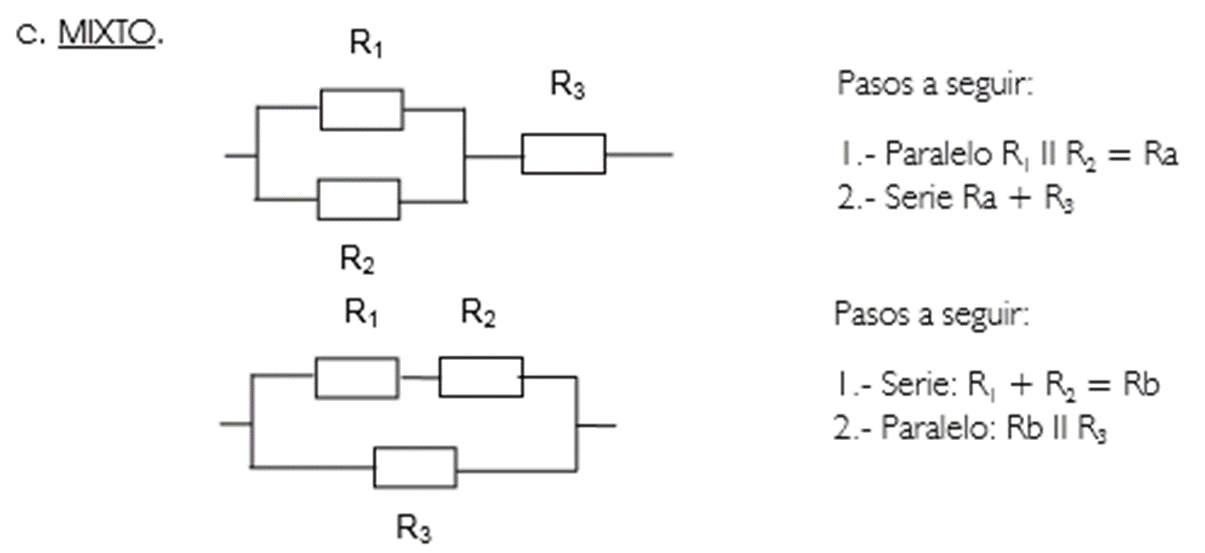 c. MIXTO.
R₁
R₃
R₂
Pasos a seguir:
1.- Paralelo R₁ II R₂ = Ra
2.- Serie Ra + R₃
R₁ R₂
R₃
Pasos a seguir:
1.- Serie: R₁ + R₂ = Rb
2.- Paralelo: Rb II R₃